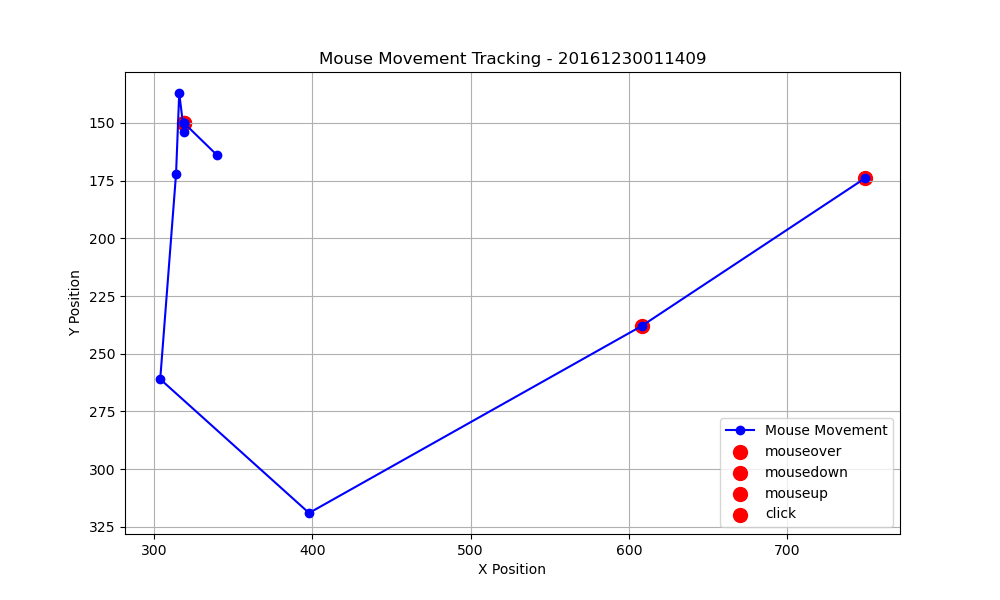 Mouse Movement Tracking - 20161230011409
Y Position
150
175
200
225
250
275
300
325
300 400 500 600 700
X Position
Mouse Movement
mouseover
mousedown
mouseup
click